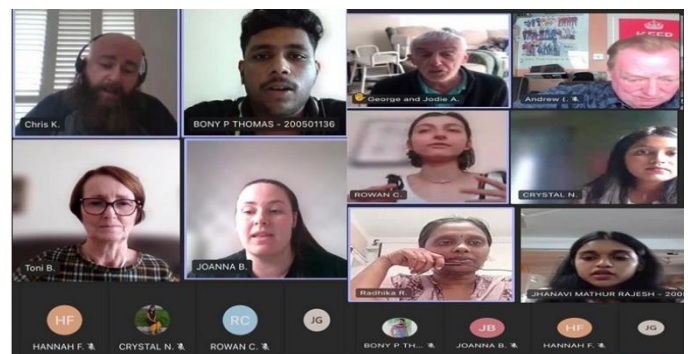 Chris K.
BONY P THOMAS - 200501136
George and Jodie A.
Andrew (.
KEEP
ROWAN C.
CRYSTAL N.
Toni B.
JOANNA B.
Radhika R.
JHANAVI MATHUR RAJESH - 200
HF
RC
JG
HANNAH F.
CRYSTAL N.
ROWAN C.
JB
HF
JG
BONY P TH...
JOANNA B.
HANNAH F.